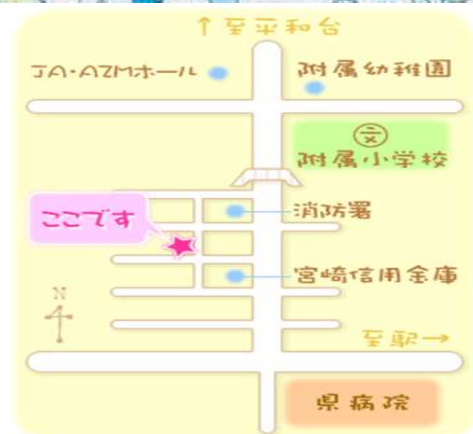 ↑至平和台
JA・AZMホール
附属幼稚園
文
附属小学校
消防署
ここです
宮崎信用金庫
N
至駅→
県病院